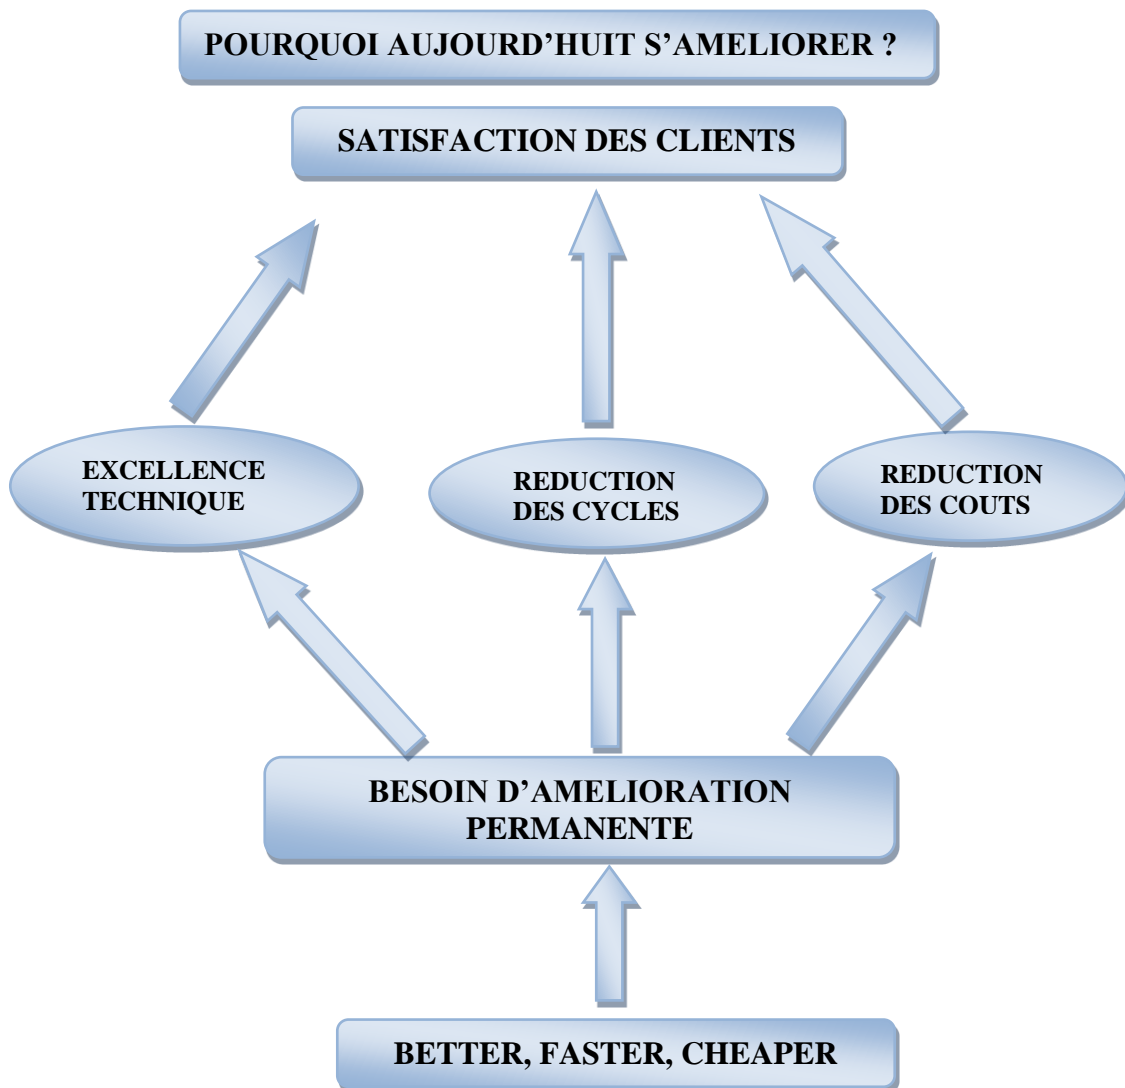 POURQUOI AUJOURD’HUIT S’AMELIORER ?
SATISFACTION DES CLIENTS
EXCELLENCE
TECHNIQUE
REDUCTION
DES CYCLES
REDUCTION
DES COUTS
BESOIN D’AMELIORATION
PERMANENTE
BETTER, FASTER, CHEAPER